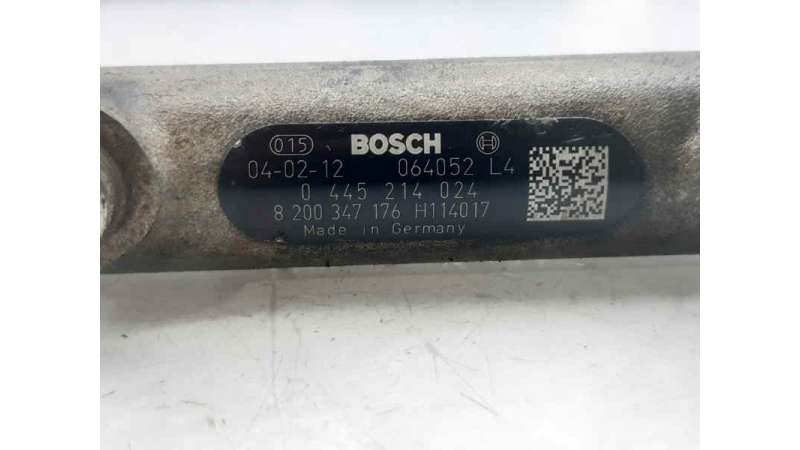 015 BOSCH
04-02-12 064052 L4
0 445 214 024
8 200 347 176 H114017
Made in Germany